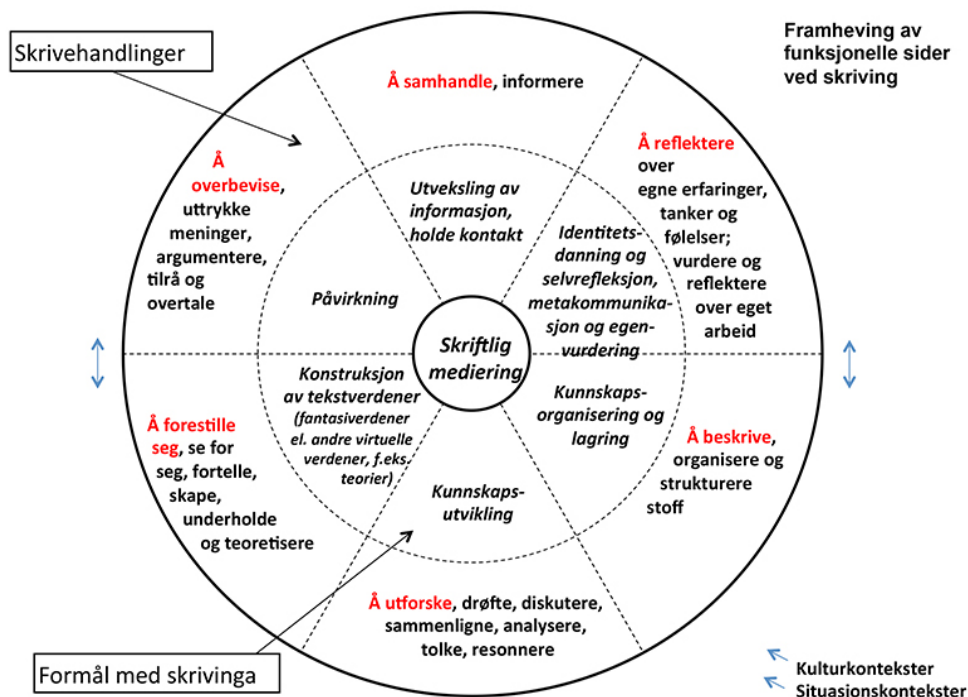 Skrivehandlinger
Framheving av
funksjonelle sider
ved skriving
Å samhandle, informere
Å reflektere
over
egne erfaringer,
tanker og
følelser;
vurdere og
reflektere
over eget
arbeid
Å
overbevise,
uttrykke
meninger,
argumentere,
tilrå og
overtale
Utveksling av
informasjon,
holde kontakt
Identitets-
danning og
selvrefleksjon,
metakommunika-
sjon og egen-
vurdering
Påvirkning
Skriftlig
mediering
Konstruksjon
av tekstverdener
(fantasiverdener
el. andre virtuelle
verdener, f.eks.
teorier)
Kunnskaps-
organisering og
lagring
Å forestille
seg, se for
seg, fortelle,
skape,
underholde
og teoretisere
Å beskrive,
organisere og
strukturere
stoff
Kunnskaps-
utvikling
Å utforske, drøfte, diskutere,
sammenligne, analysere,
tolke, resonnere
Formål med skrivinga
Kulturkontekster
Situasjonskontekster